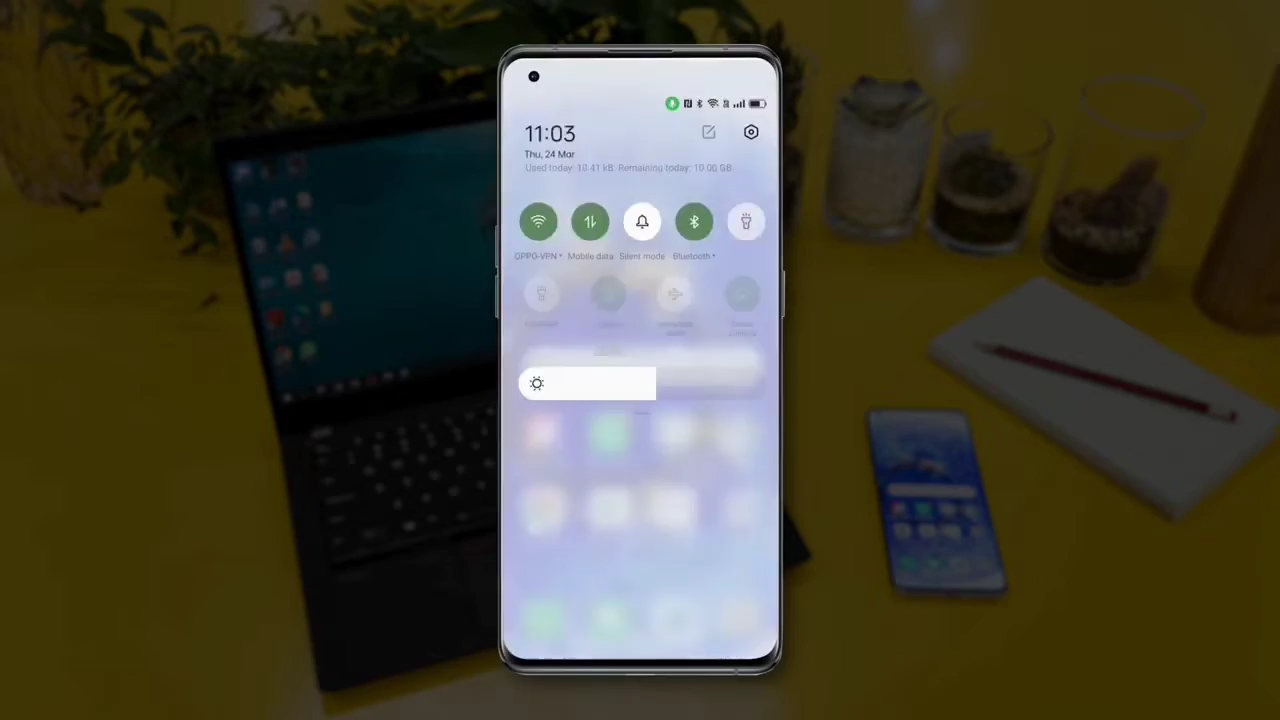 11:03
Thu, 24 Mar
Used today: 10.41 kB Remaining today: 10.00 GB
OPPO-VPN Mobile data Silent mode Bluetooth